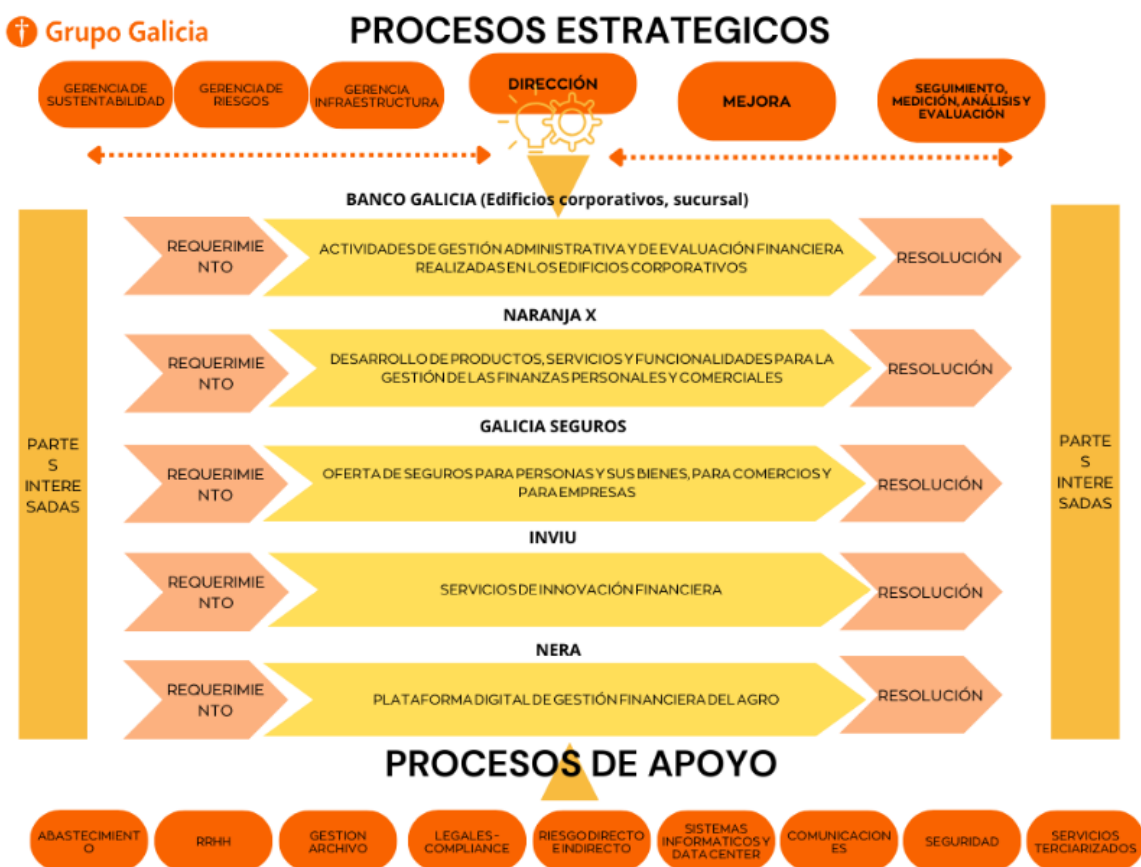 Grupo Galicia
PROCESOS ESTRATEGICOS
GERENCIA DE
SUSTENTABILIDAD
GERENCIA DE
RIESGOS
GERENCIA
INFRAESTRUCTURA
DIRECCIÓN
MEJORA
SEGUIMIENTO,
MEDICIÓN, ANÁLISIS Y
EVALUACIÓN
BANCO GALICIA (Edificios corporativos, sucursal)
REQUERIMIE
NTO
ACTIVIDADES DE GESTIÓN ADMINISTRATIVA Y DE EVALUACIÓN FINANCIERA
REALIZADAS EN LOS EDIFICIOS CORPORATIVOS
RESOLUCIÓN
NARANJA X
REQUERIMIE
NTO
DESARROLLO DE PRODUCTOS, SERVICIOS Y FUNCIONALIDADES PARA LA
GESTIÓN DE LAS FINANZAS PERSONALES Y COMERCIALES
RESOLUCIÓN
GALICIA SEGUROS
PARTE
S
INTERE
SADAS
REQUERIMIE
NTO
OFERTA DE SEGUROS PARA PERSONAS Y SUS BIENES, PARA COMERCIOS Y
PARA EMPRESAS
RESOLUCIÓN
PARTE
S
INTERE
SADAS
INVIU
REQUERIMIE
NTO
SERVICIOS DE INNOVACIÓN FINANCIERA
RESOLUCIÓN
NERA
REQUERIMIE
NTO
PLATAFORMA DIGITAL DE GESTIÓN FINANCIERA DEL AGRO
RESOLUCIÓN
PROCESOS DE APOYO
ABASTECIMIENT
O
RRHH
GESTION
ARCHIVO
LEGALES -
COMPLIANCE
RIESGO DIRECTO
E INDIRECTO
SISTEMAS
INFORMATICOS Y
DATA CENTER
COMUNICACION
ES
SEGURIDAD
SERVICIOS
TERCIARIZADOS